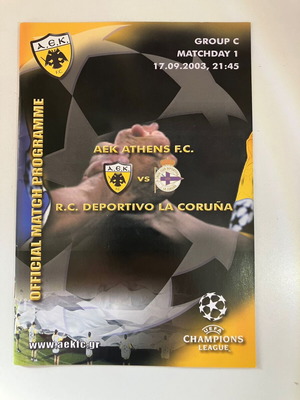 A.E.K
F.C
GROUP C
MATCHDAY 1
17.09.2003, 21:45
OFFICIAL MATCH PROGRAMME
AEK ATHENS F.C.
VS
R.C. DEPORTIVO LA CORUÑA
UEFA
CHAMPIONS
LEAGUE
www.aekfc.gr